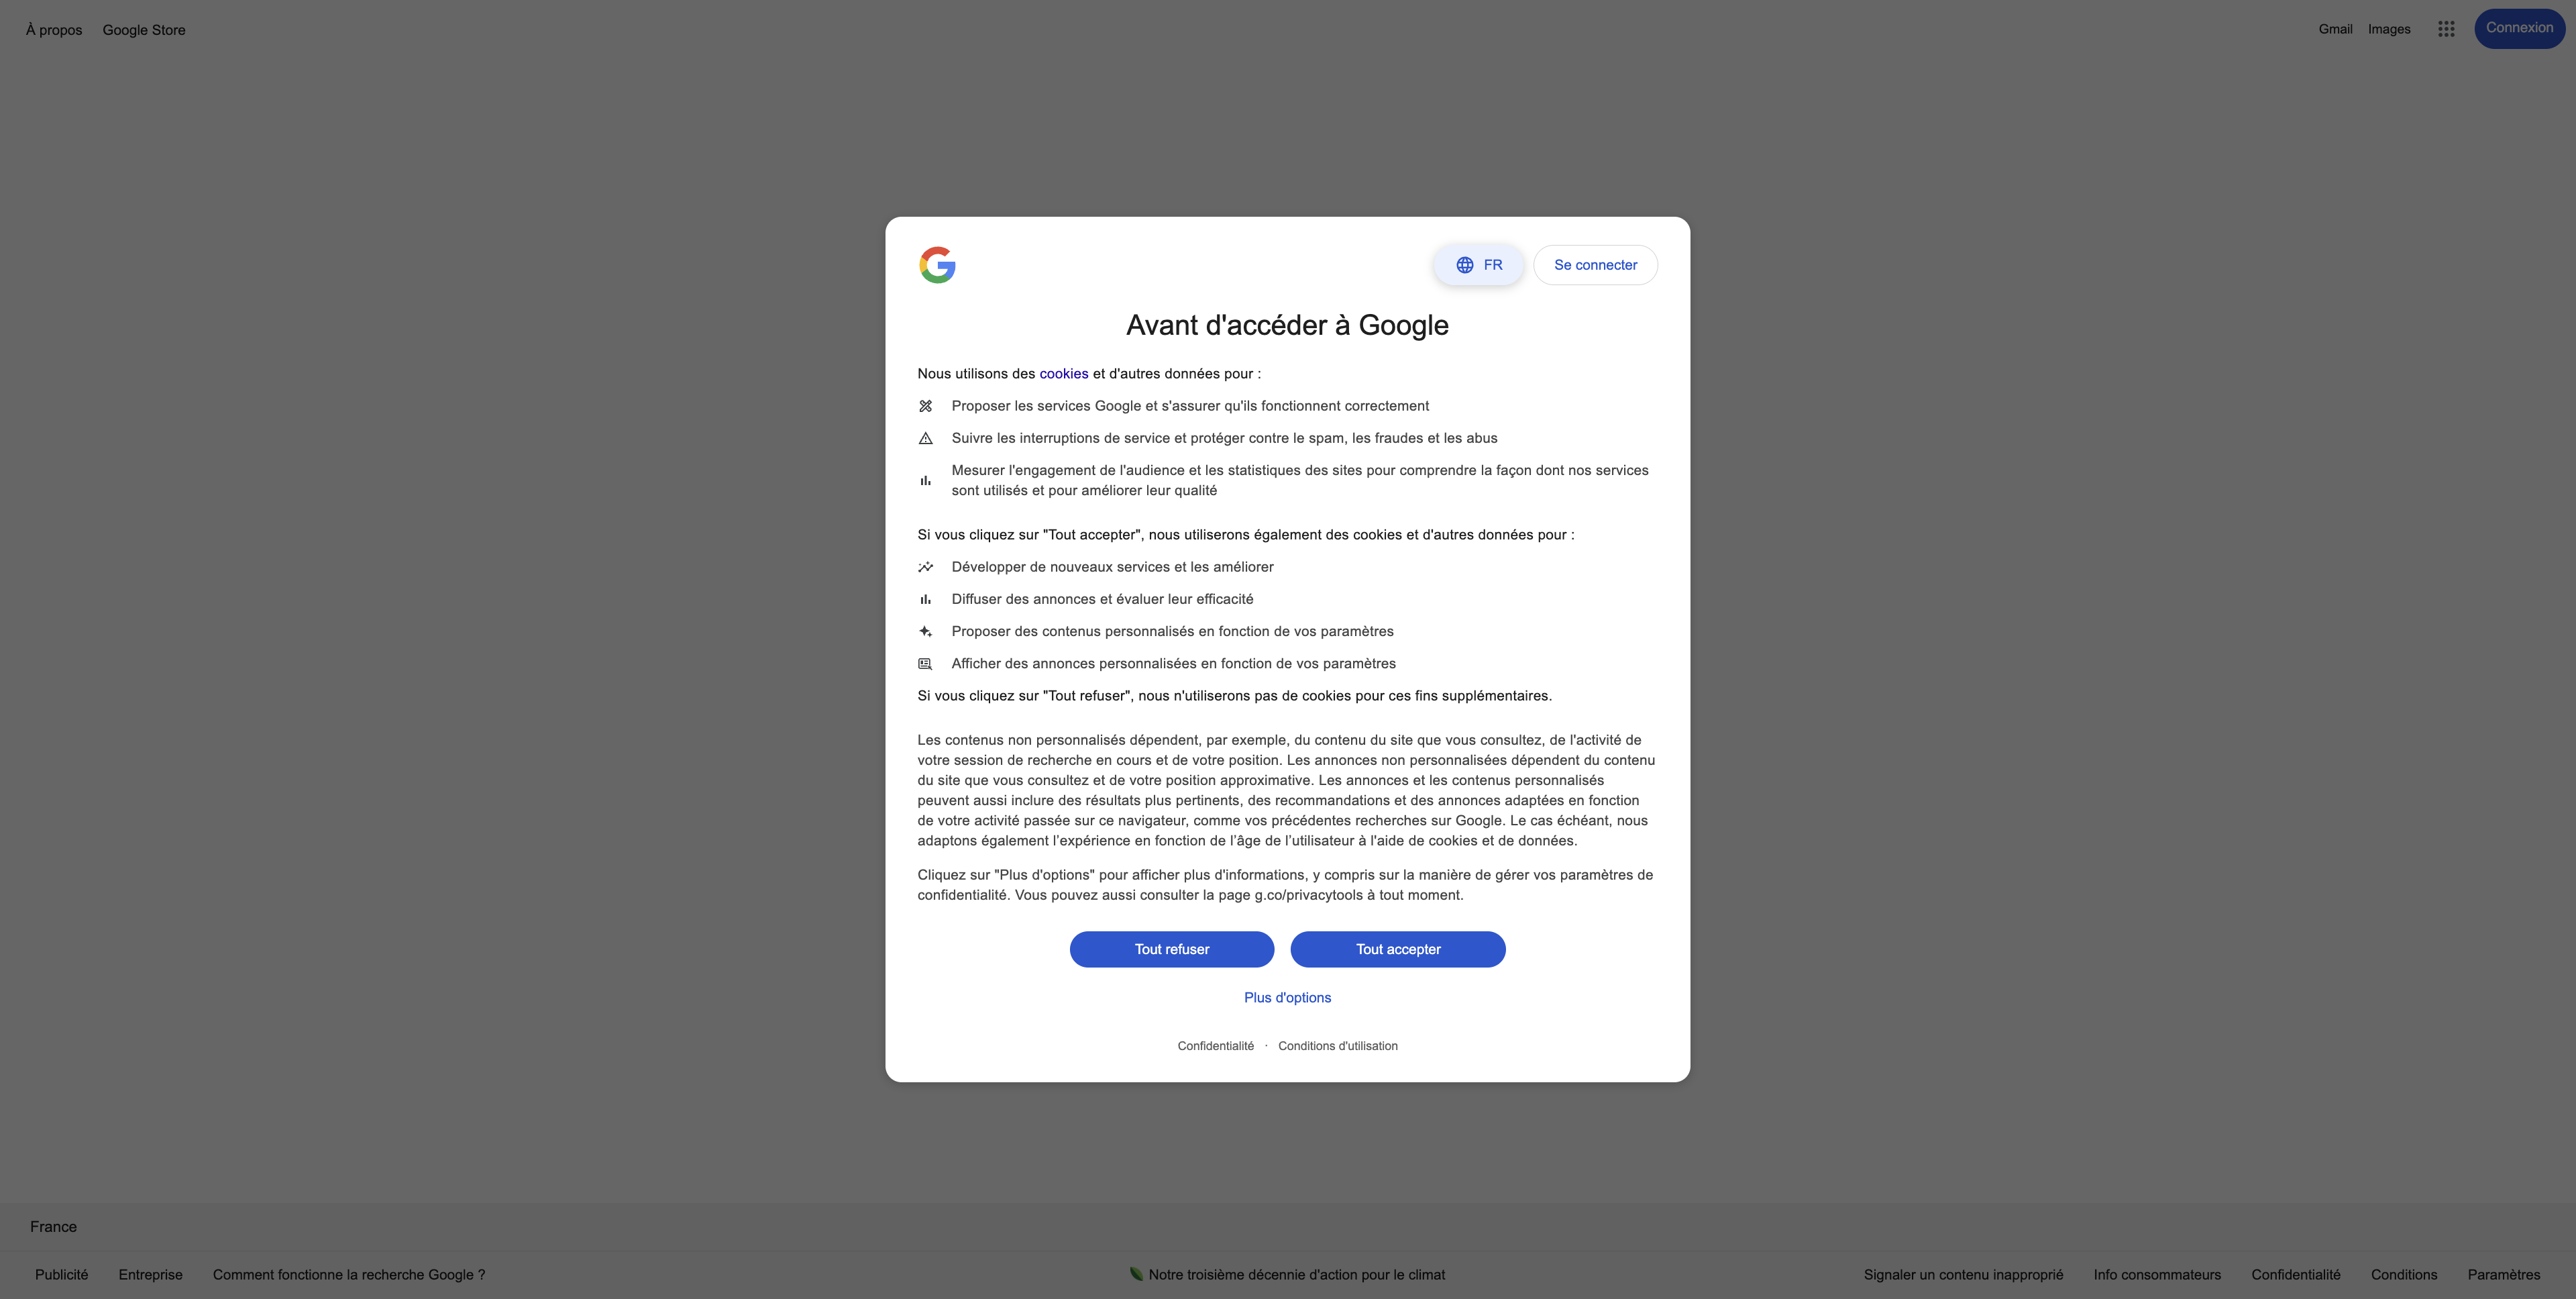 À propos
Google Store
Gmail
Images
Connexion
FR
Se connecter
Avant d'accéder à Google
Nous utilisons des cookies et d'autres données pour :
Proposer les services Google et s'assurer qu'ils fonctionnent correctement
Suivre les interruptions de service et protéger contre le spam, les fraudes et les abus
Mesurer l'engagement de l'audience et les statistiques des sites pour comprendre la façon dont nos services
sont utilisés et pour améliorer leur qualité
Si vous cliquez sur "Tout accepter", nous utiliserons également des cookies et d'autres données pour :
Développer de nouveaux services et les améliorer
Diffuser des annonces et évaluer leur efficacité
Proposer des contenus personnalisés en fonction de vos paramètres
Afficher des annonces personnalisées en fonction de vos paramètres
Si vous cliquez sur "Tout refuser", nous n'utiliserons pas de cookies pour ces fins supplémentaires.
Les contenus non personnalisés dépendent, par exemple, du contenu du site que vous consultez, de l'activité de
votre session de recherche en cours et de votre position. Les annonces non personnalisées dépendent du contenu
du site que vous consultez et de votre position approximative. Les annonces et les contenus personnalisés
peuvent aussi inclure des résultats plus pertinents, des recommandations et des annonces adaptées en fonction
de votre activité passée sur ce navigateur, comme vos précédentes recherches sur Google. Le cas échéant, nous
adaptons également l’expérience en fonction de l’âge de l’utilisateur à l'aide de cookies et de données.
Cliquez sur "Plus d'options" pour afficher plus d'informations, y compris sur la manière de gérer vos paramètres de
confidentialité. Vous pouvez aussi consulter la page g.co/privacytools à tout moment.
Tout refuser
Tout accepter
Plus d'options
Confidentialité · Conditions d'utilisation
France
Publicité
Entreprise
Comment fonctionne la recherche Google ?
Notre troisième décennie d'action pour le climat
Signaler un contenu inapproprié
Info consommateurs
Confidentialité
Conditions
Paramètres